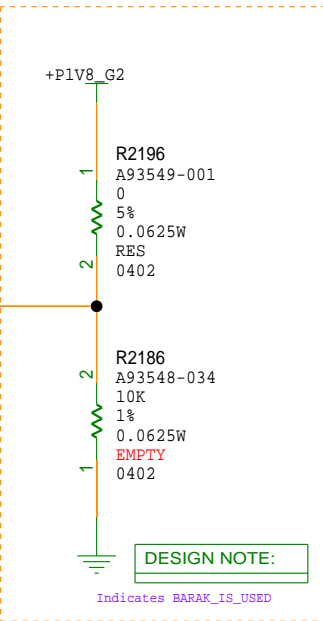 +P1V8_G2
1
R2196
A93549-001
0
5%
0.0625W
RES
2
0402
R2186
2
A93548-034
10K
1%
0.0625W
EMPTY
1
0402
DESIGN NOTE:
Indicates BARAK_IS_USED